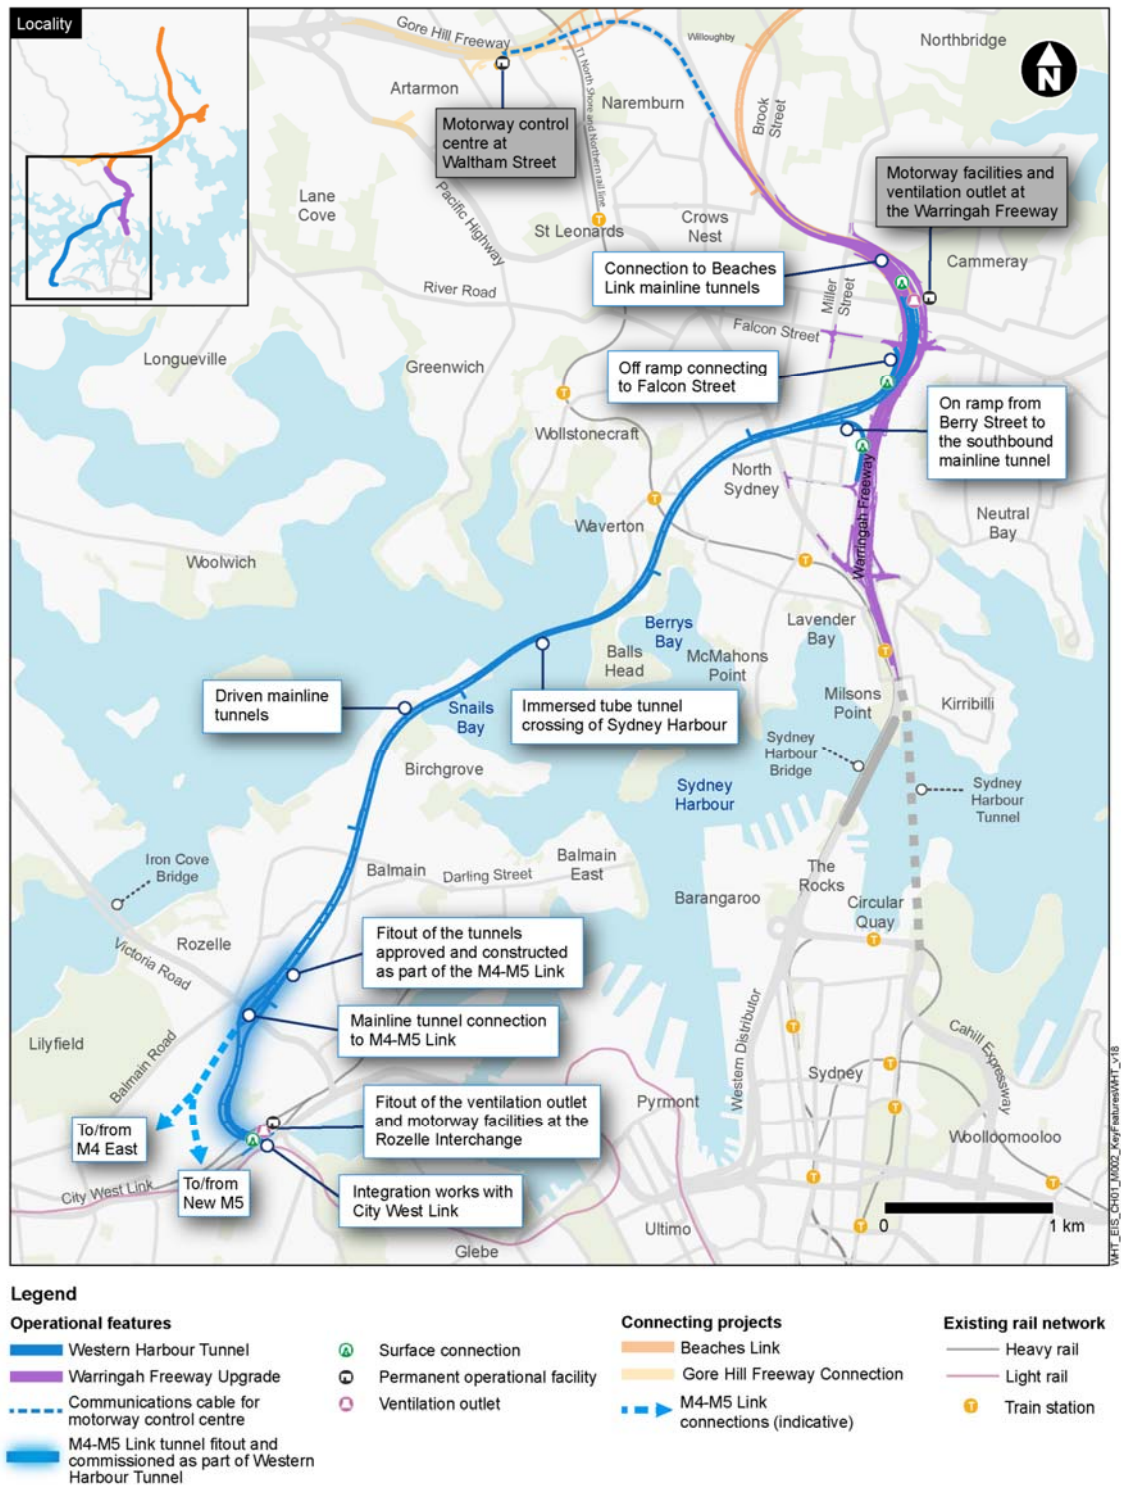 Locality
Gore Hill Freeway
Willoughby
Northbridge
N
Artarmon
T1 North Shore and Northern rail line
Naremburn
Brook
Street
Motorway control
centre at
Waltham Street
Motorway facilities and
ventilation outlet at
the Warringah Freeway
Lane
Cove
Pacific Highway
St Leonards
Crows
Nest
Cammeray
Connection to Beaches
Link mainline tunnels
Miller
Street
River Road
Falcon Street
Longueville
Greenwich
Off ramp connecting
to Falcon Street
On ramp from
Berry Street to
the southbound
mainline tunnel
Wollstonecraft
North
Sydney
Warringah Freeway
Neutral
Bay
Waverton
Woolwich
Berrys
Bay
Lavender
Bay
Balls
Head
McMahons
Point
Driven mainline
tunnels
Snails
Bay
Immersed tube tunnel
crossing of Sydney Harbour
Milsons
Point
Kirribilli
Sydney
Harbour
Bridge
Birchgrove
Sydney
Harbour
Sydney
Harbour
Tunnel
Iron Cove
Bridge
Balmain
Darling Street
Balmain
East
The
Rocks
Barangaroo
Circular
Quay
Victoria Road
Rozelle
Fitout of the tunnels
approved and constructed
as part of the M4-M5 Link
Mainline tunnel connection
to M4-M5 Link
Lilyfield
Balmain Road
Western Distributor
Cahill Expressway
Sydney
Fitout of the ventilation outlet
and motorway facilities at the
Rozelle Interchange
Pyrmont
To/from
M4 East
Woolloomooloo
City West Link
To/from
New M5
Integration works with
City West Link
Ultimo
Glebe
0 1 km
WHT_EIS_CH01_M002_KeyFeaturesWHT_v18
Legend
Operational features
Western Harbour Tunnel
Warringah Freeway Upgrade
Communications cable for
motorway control centre
M4-M5 Link tunnel fitout and
commissioned as part of Western
Harbour Tunnel
Surface connection
Permanent operational facility
Ventilation outlet
Connecting projects
Beaches Link
Gore Hill Freeway Connection
M4-M5 Link
connections (indicative)
Existing rail network
Heavy rail
Light rail
T Train station